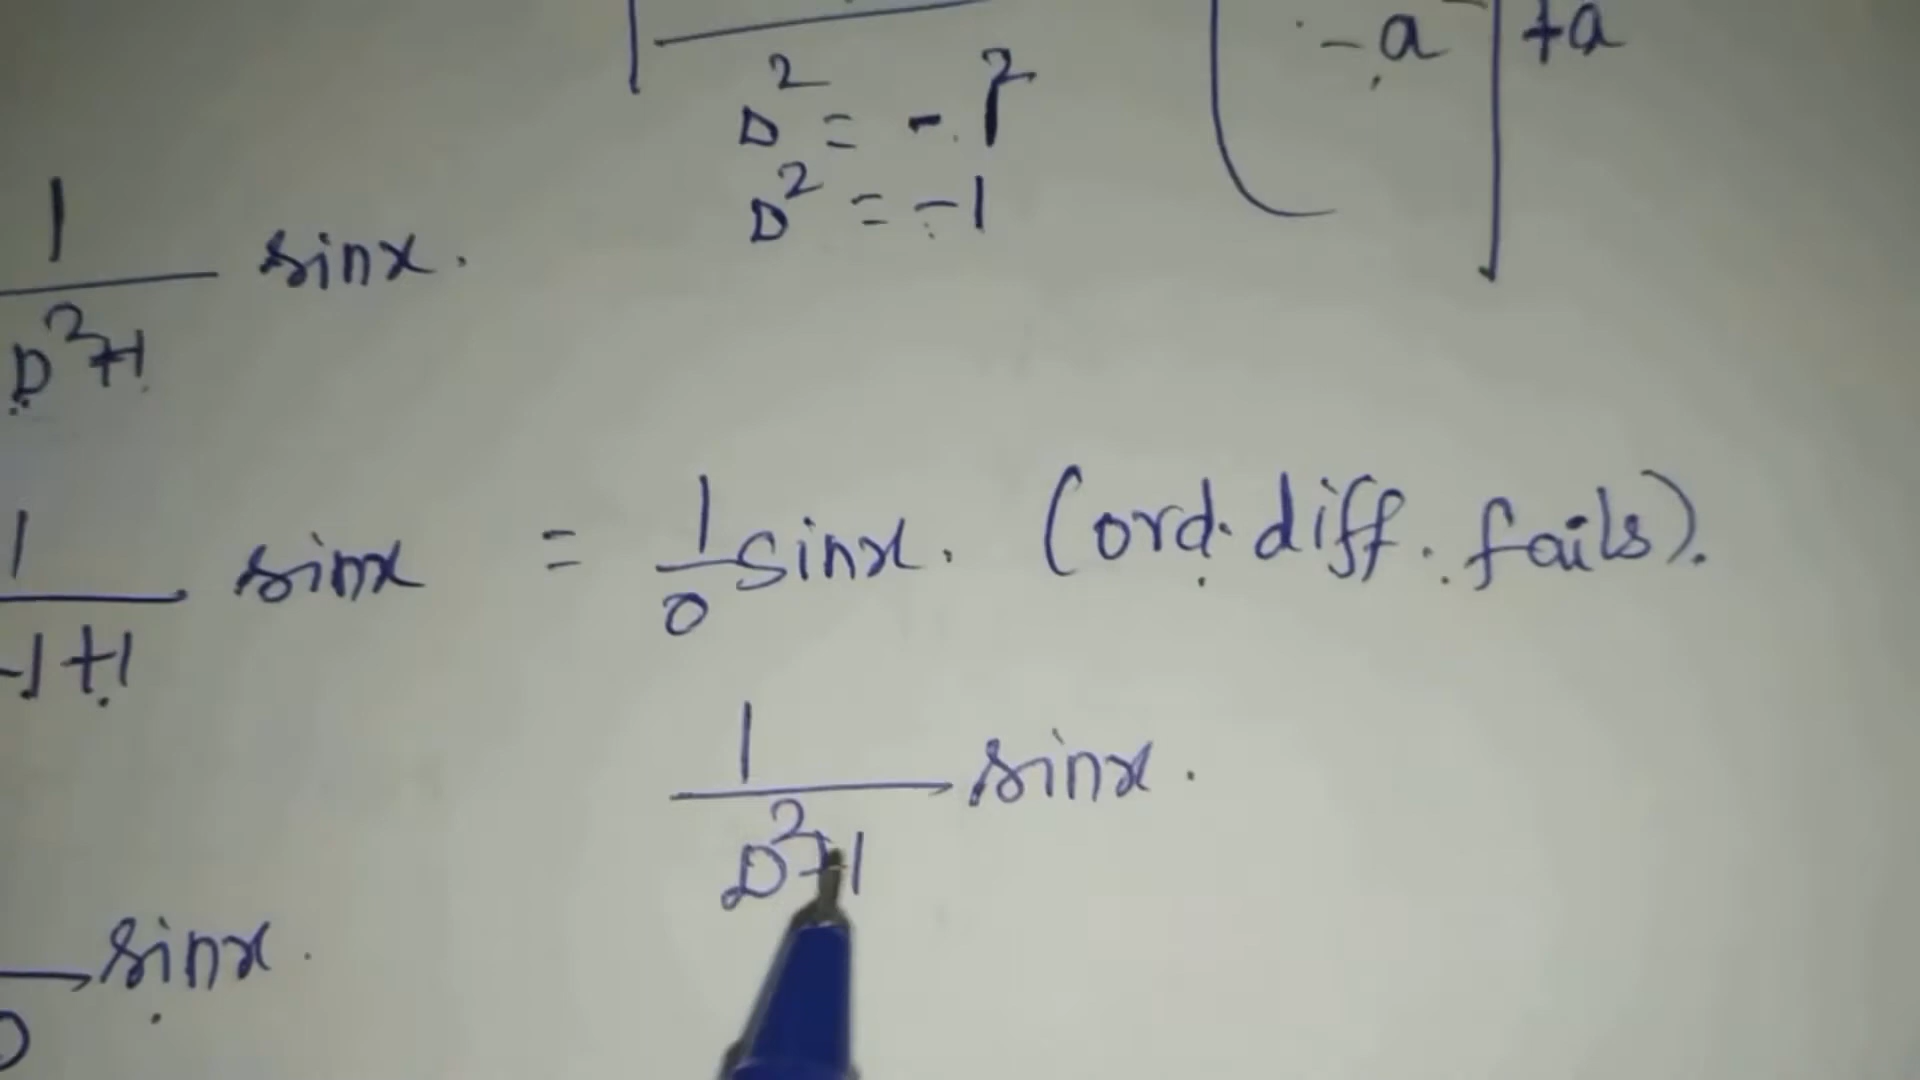 -a +a
D² = -1²
D² = -1
1/(D²+1) sinx.
1/(-1+1) sinx = 1/0 sinx. (ord. diff. fails).
1/(D²+1) sinx.
sinx.